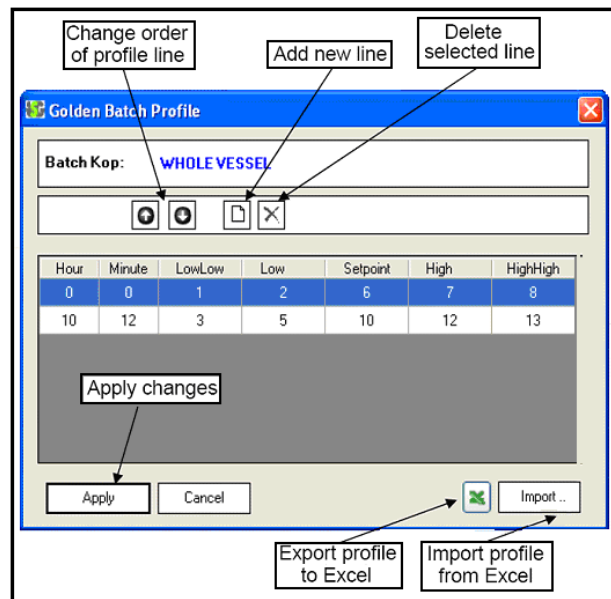 Change order
of profile line
Add new line
Delete
selected line
Golden Batch Profile
Batch Kop: WHOLE VESSEL
Hour Minute LowLow Low Setpoint High HighHigh
0 0 1 2 6 7 8
10 12 3 5 10 12 13
Apply changes
Apply Cancel Import ..
Export profile
to Excel
Import profile
from Excel